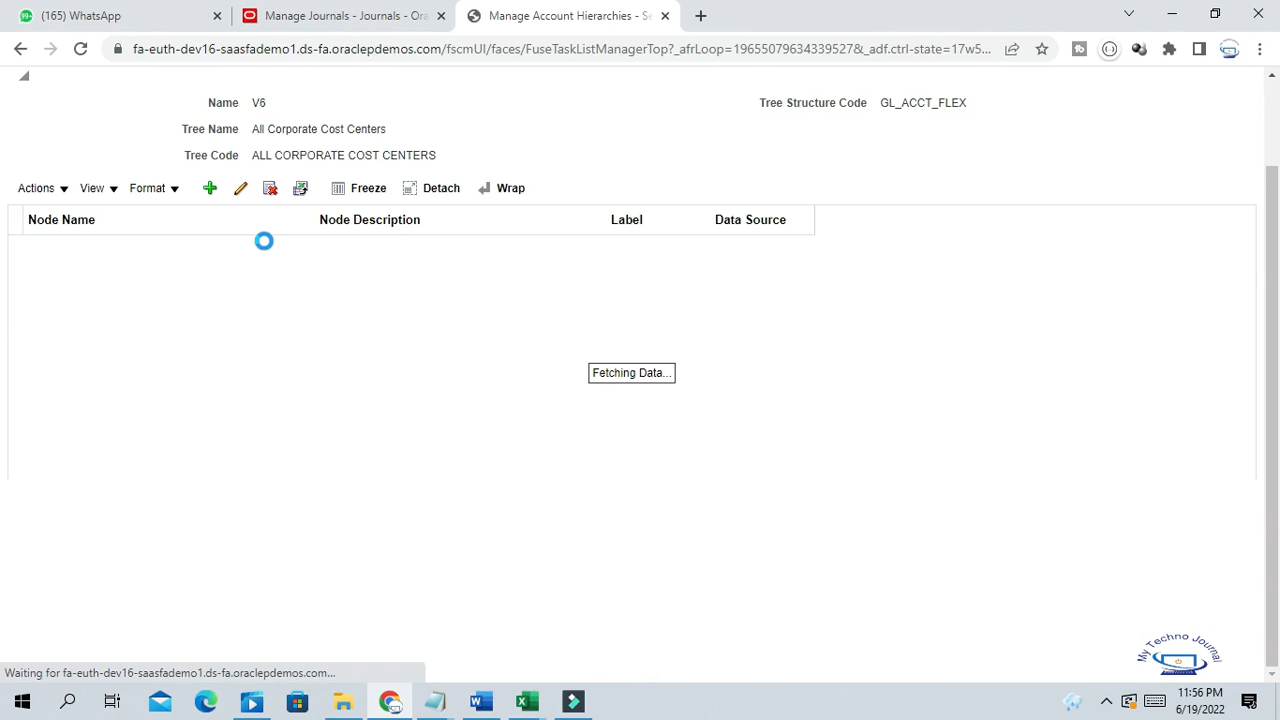 99+
(165) WhatsApp
Manage Journals - Journals - Ora
Manage Account Hierarchies - Se
fa-euth-dev16-saasfademo1.ds-fa.oraclepdemos.com/fscmUI/faces/FuseTaskListManagerTop?_afrLoop=19655079634339527&_adf.ctrl-state=17w5...
Name V6
Tree Structure Code GL_ACCT_FLEX
Tree Name All Corporate Cost Centers
Tree Code ALL CORPORATE COST CENTERS
Actions View Format Freeze Detach Wrap
Node Name Node Description Label Data Source
Fetching Data...
My Techno Journal
Waiting for fa-euth-dev16-saasfademo1.ds-fa.oraclepdemos.com...
11:56 PM
6/19/2022